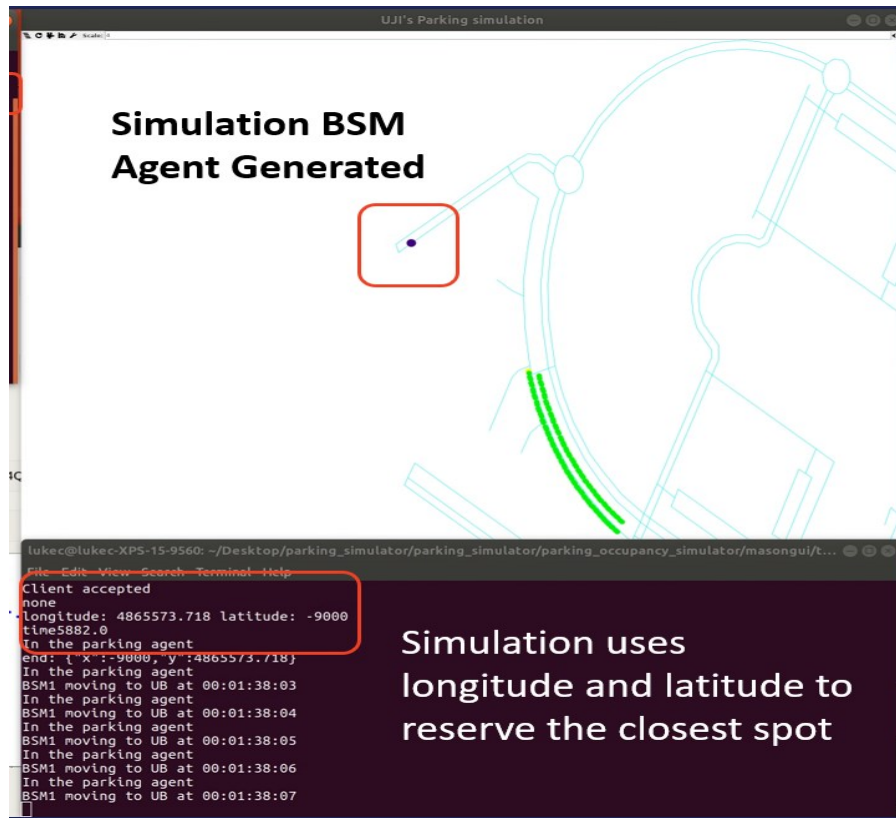 UJI's Parking simulation
Scale:
Simulation BSM
Agent Generated
lukec@lukec-XPS-15-9560: ~/Desktop/parking_simulator/parking_simulator/parking_occupancy_simulator/masongui/t...
File Edit View Search Terminal Help
Client accepted
none
longitude: 4865573.718 latitude: -9000
time5882.0
In the parking agent
end: {"x":-9000,"y":4865573.718}
In the parking agent
BSM1 moving to UB at 00:01:38:03
In the parking agent
BSM1 moving to UB at 00:01:38:04
In the parking agent
BSM1 moving to UB at 00:01:38:05
In the parking agent
BSM1 moving to UB at 00:01:38:06
In the parking agent
BSM1 moving to UB at 00:01:38:07
Simulation uses
longitude and latitude to
reserve the closest spot